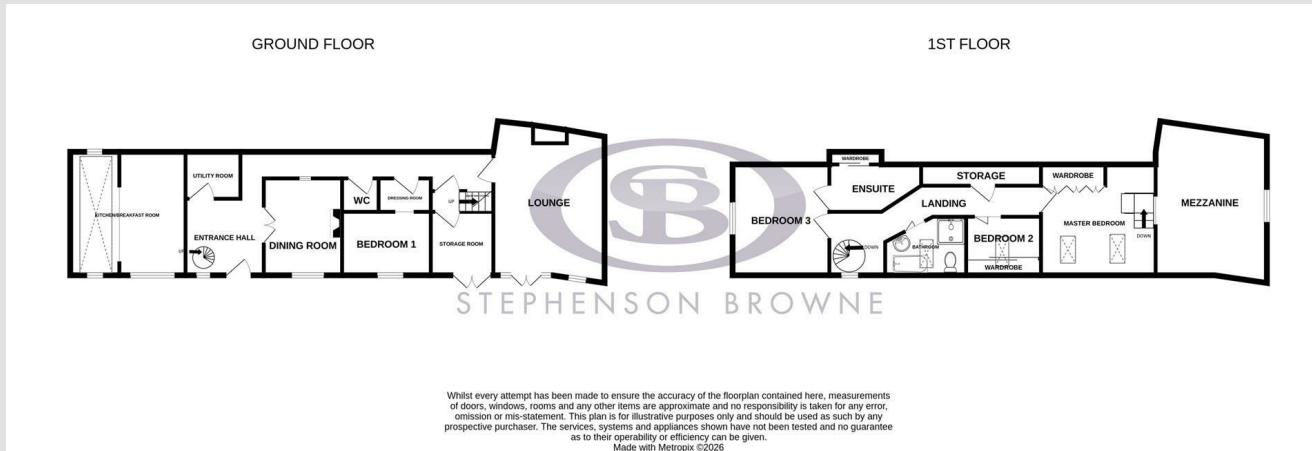 GROUND FLOOR
1ST FLOOR
UTILITY ROOM
KITCHEN/BREAKFAST ROOM
ENTRANCE HALL
UP
DINING ROOM
WC
DRESSING ROOM
BEDROOM 1
UP
STORAGE ROOM
LOUNGE
WARDROBE
ENSUITE
BEDROOM 3
DOWN
STORAGE
LANDING
BATHROOM
BEDROOM 2
WARDROBE
WARDROBE
MASTER BEDROOM
DOWN
MEZZANINE
SB
STEPHENSON BROWNE
Whilst every attempt has been made to ensure the accuracy of the floorplan contained here, measurements
of doors, windows, rooms and any other items are approximate and no responsibility is taken for any error,
omission or mis-statement. This plan is for illustrative purposes only and should be used as such by any
prospective purchaser. The services, systems and appliances shown have not been tested and no guarantee
as to their operability or efficiency can be given.
Made with Metropix ©2026